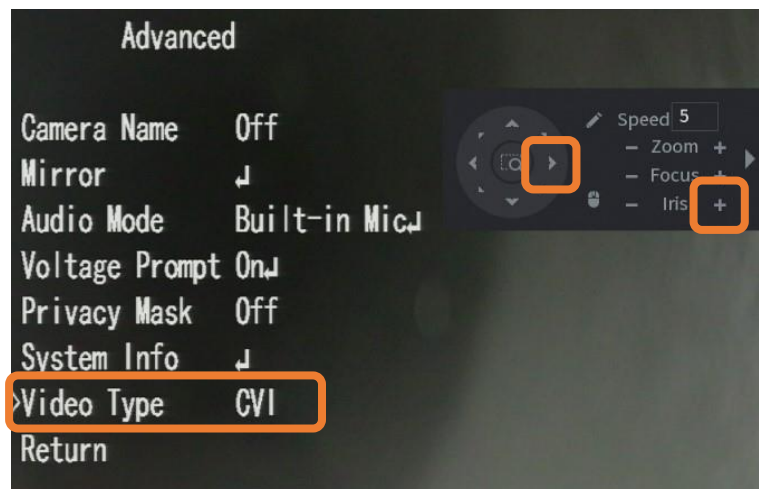 Advanced
Camera Name Off
Mirror ↲
Audio Mode Built-in Mic↲
Voltage Prompt On↲
Privacy Mask Off
System Info ↲
>Video Type CVI
Return
Speed 5
− Zoom +
− Focus +
− Iris +